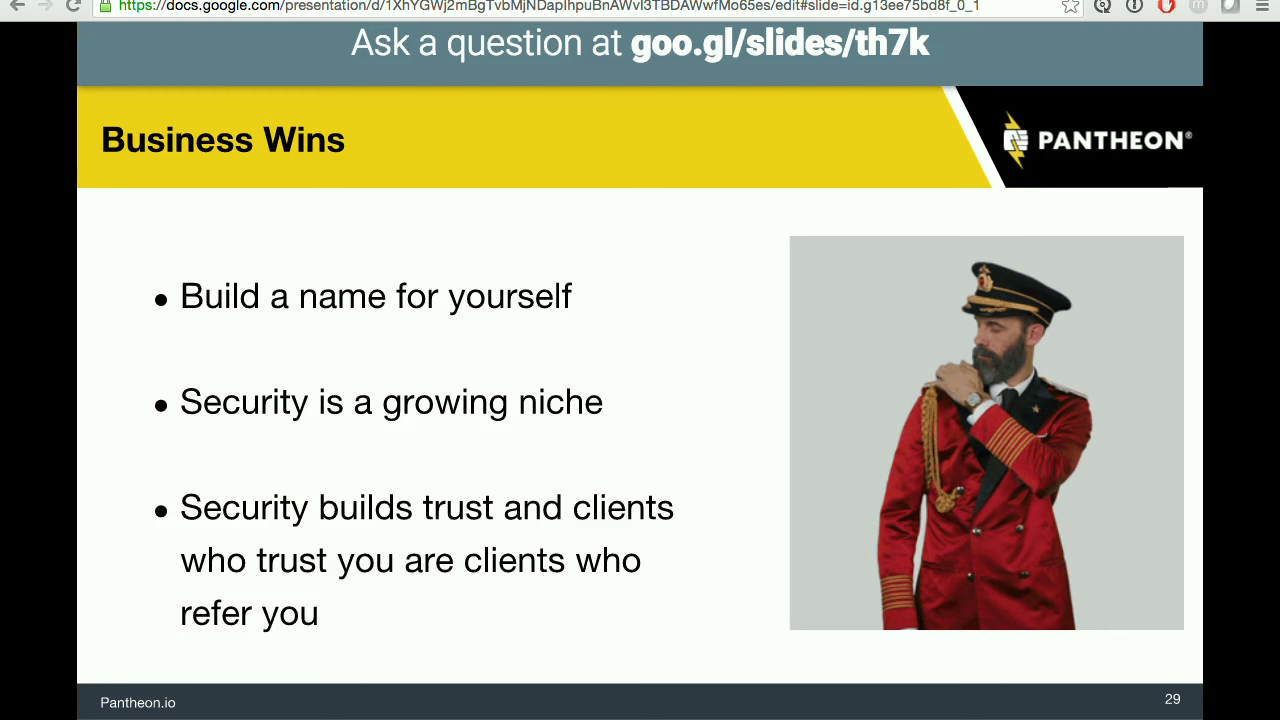 https://docs.google.com/presentation/d/1XhYGWj2mBgTvbMjNDapIhpuBnAWvl3TBDAWwfMo65es/edit#slide=id.g13ee75bd8f_0_1
Ask a question at goo.gl/slides/th7k
Business Wins
PANTHEON®
• Build a name for yourself
• Security is a growing niche
• Security builds trust and clients
who trust you are clients who
refer you
Pantheon.io
29